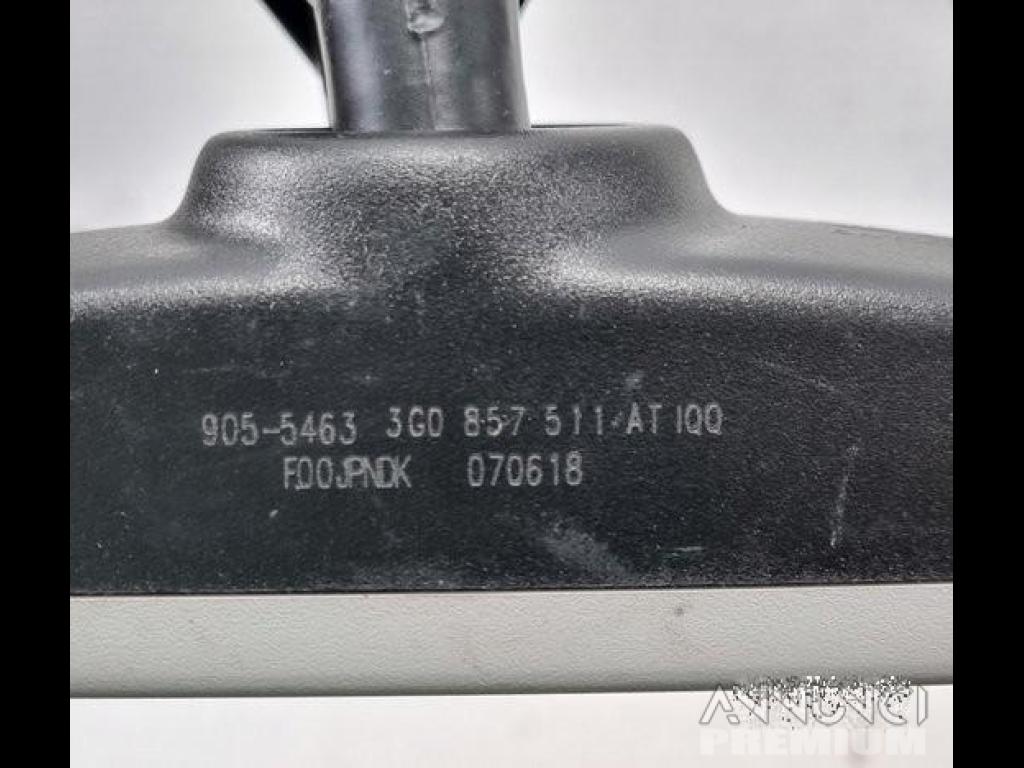 905-5463 3G0 857 511 AT IQQ
F00JPNDK 070618
ANNUNCI
PREMIUM